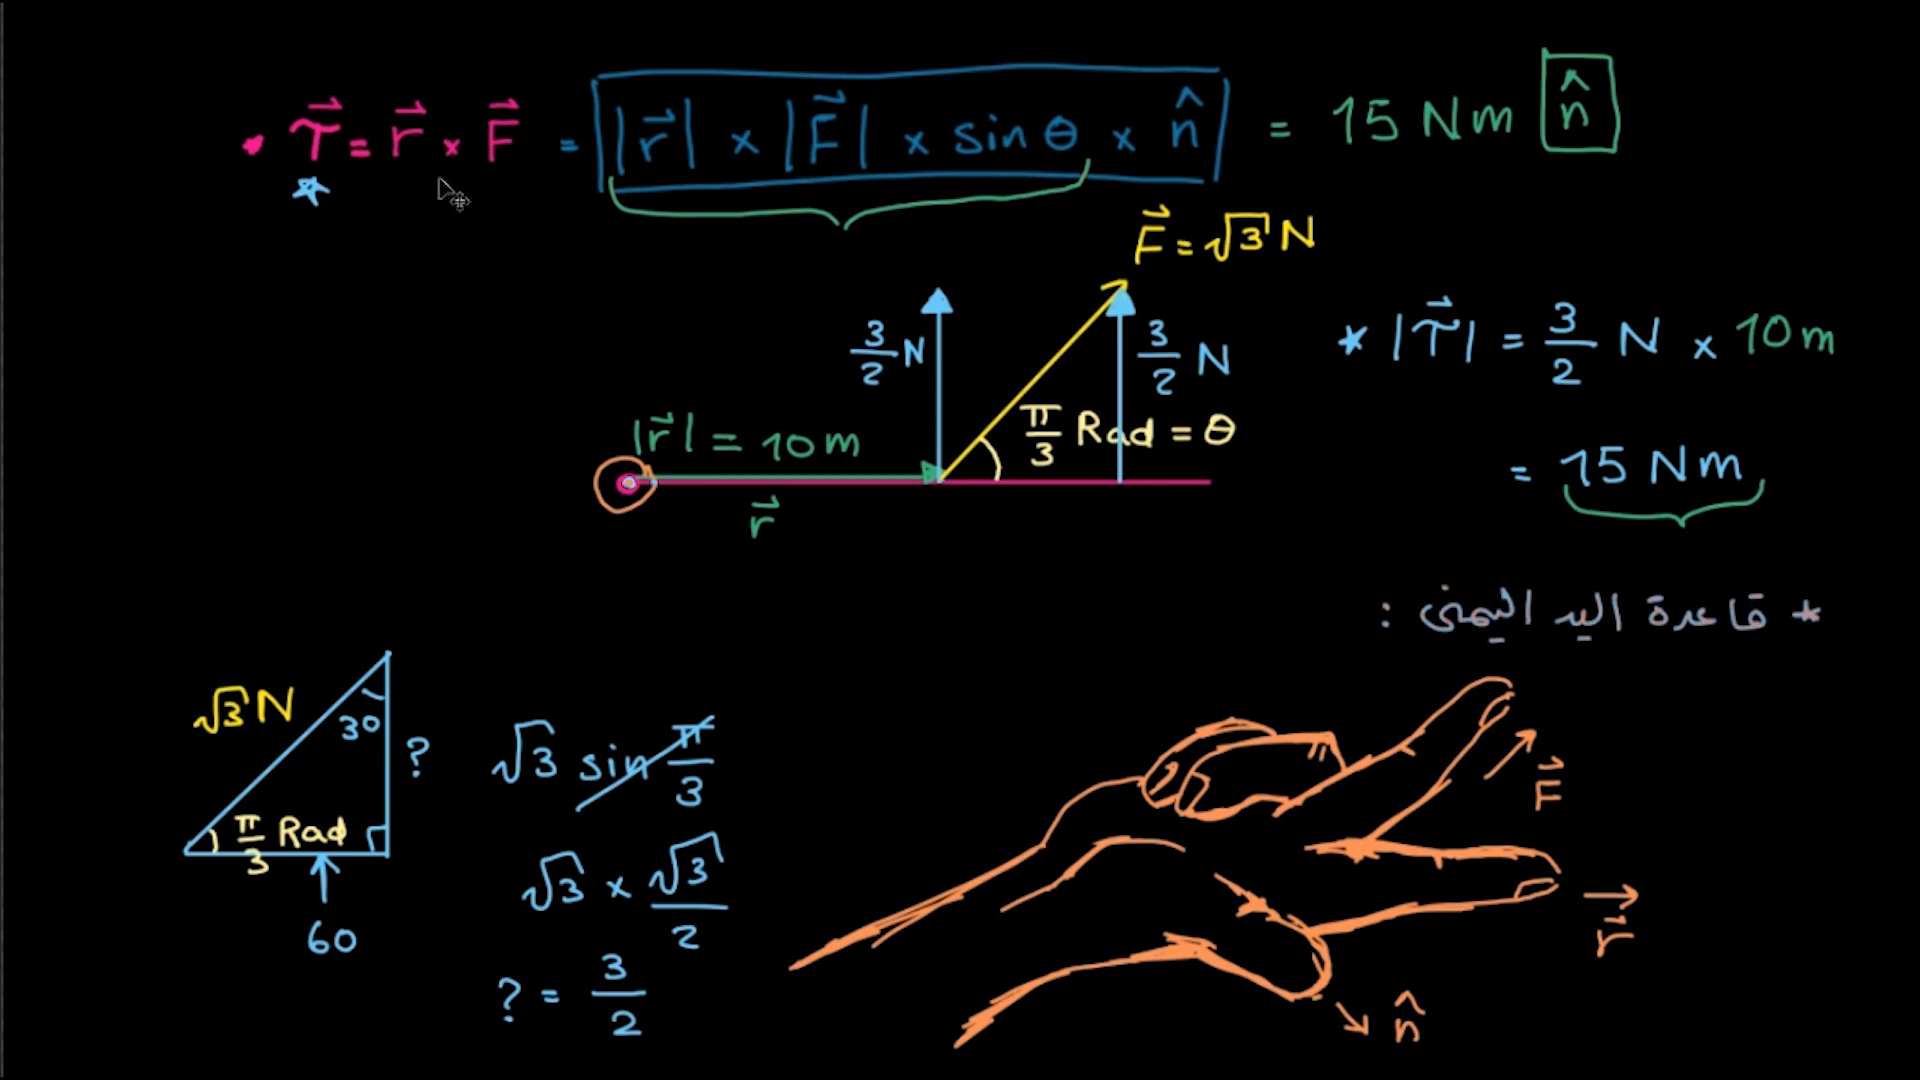 • τ⃗ = r⃗ × F⃗ = |r⃗| × |F⃗| × sin θ × n̂ = 15 Nm n̂
F⃗ = √3 N
3/2 N
3/2 N
* |τ⃗| = 3/2 N × 10 m
|r⃗| = 10 m
π/3 Rad = θ
= 15 Nm
r⃗
* قاعدة اليد اليمنى :
√3 N
30
?
√3 sin π/3
F⃗
π/3 Rad
√3 × √3/2
60
r⃗
? = 3/2
n̂